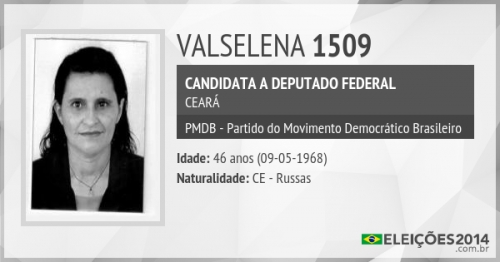 VALSELENA 1509
CANDIDATA A DEPUTADO FEDERAL
CEARÁ
PMDB - Partido do Movimento Democrático Brasileiro
Idade: 46 anos (09-05-1968)
Naturalidade: CE - Russas
ELEIÇÕES2014
.com.br